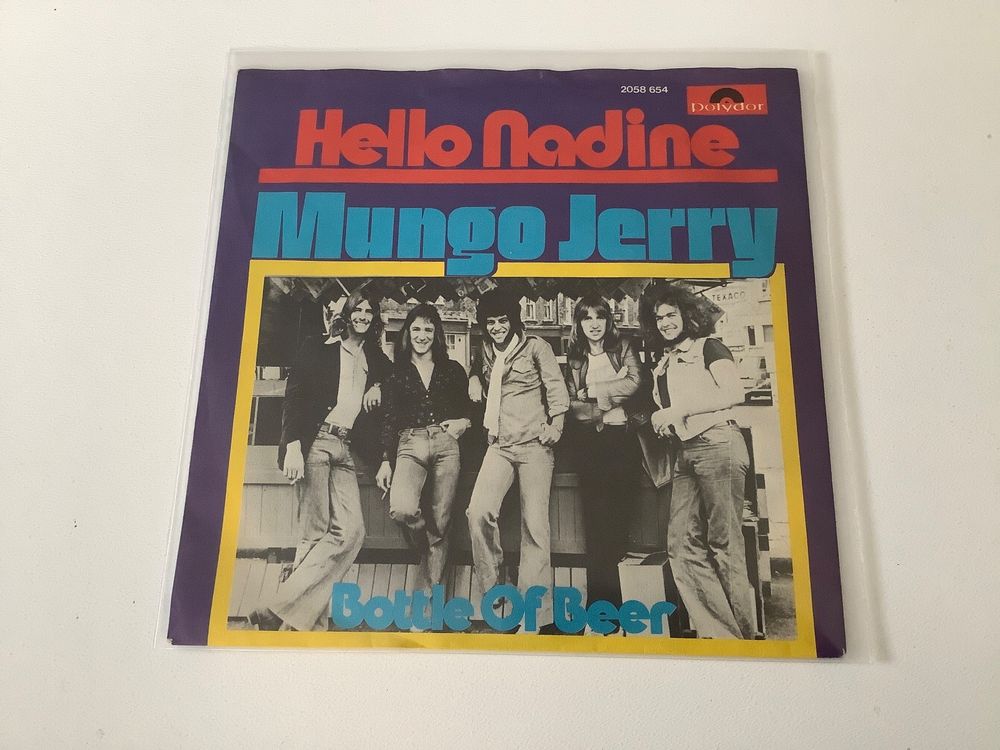 2058 654
polydor
Hello Nadine
Mungo Jerry
TEXACO
Bottle Of Beer